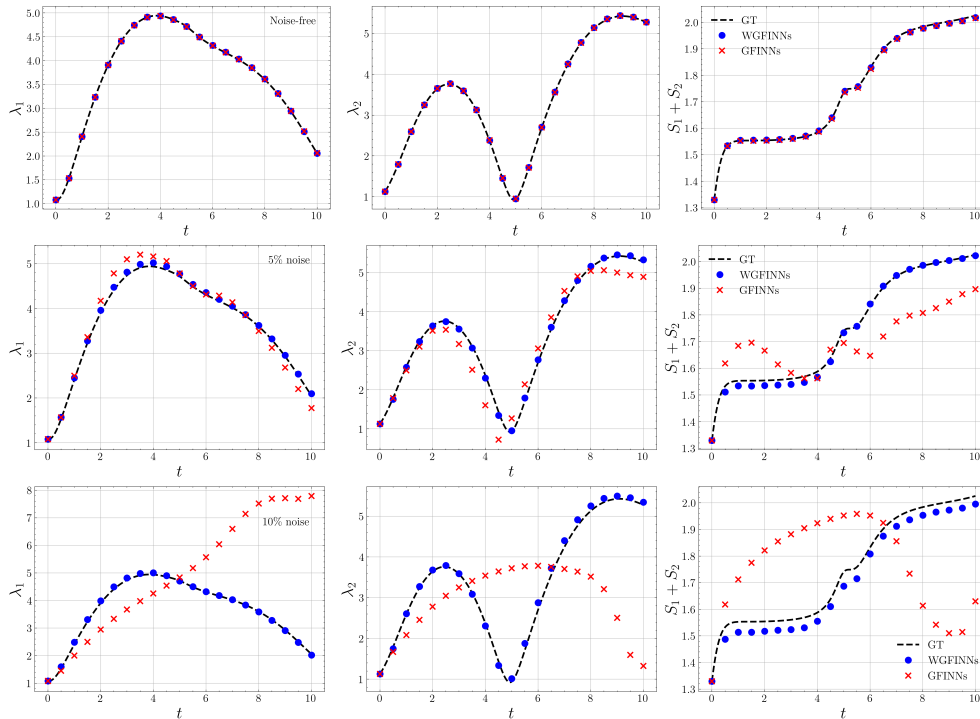 Noise-free
λ₁
5.0
4.5
4.0
3.5
3.0
2.5
2.0
1.5
1.0
0 2 4 6 8 10
t
λ₂
5
4
3
2
1
0 2 4 6 8 10
t
GT
WGFINNs
GFINNs
S₁ + S₂
2.0
1.9
1.8
1.7
1.6
1.5
1.4
1.3
0 2 4 6 8 10
t
5% noise
λ₁
5
4
3
2
1
0 2 4 6 8 10
t
λ₂
5
4
3
2
1
0 2 4 6 8 10
t
GT
WGFINNs
GFINNs
S₁ + S₂
2.0
1.9
1.8
1.7
1.6
1.5
1.4
1.3
0 2 4 6 8 10
t
10% noise
λ₁
8
7
6
5
4
3
2
1
0 2 4 6 8 10
t
λ₂
5
4
3
2
1
0 2 4 6 8 10
t
S₁ + S₂
2.0
1.9
1.8
1.7
1.6
1.5
1.4
1.3
GT
WGFINNs
GFINNs
0 2 4 6 8 10
t